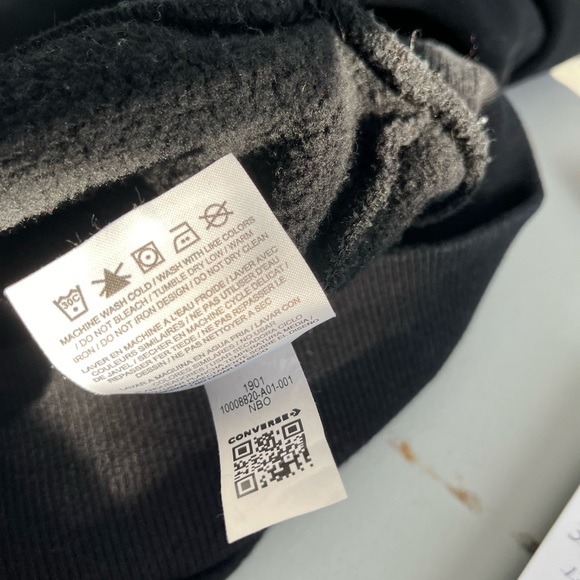 30C
MACHINE WASH COLD / WASH WITH LIKE COLORS
/ DO NOT BLEACH / TUMBLE DRY LOW / WARM
IRON / DO NOT IRON DESIGN / DO NOT DRY CLEAN
LAVER EN MACHINE A L'EAU FROIDE / LAVER AVEC
COULEURS SIMILAIRES / NE PAS UTILISER D'EAU
DE JAVEL / SECHER EN MACHINE CYCLE DELICAT /
REPASSER FER TIEDE / NE PAS REPASSER LE
DESSIN / NE PAS NETTOYER A SEC
LAVAR A MAQUINA EN AGUA FRIA / LAVAR CON
1901
10008820-A01-001
NBO
CONVERSE